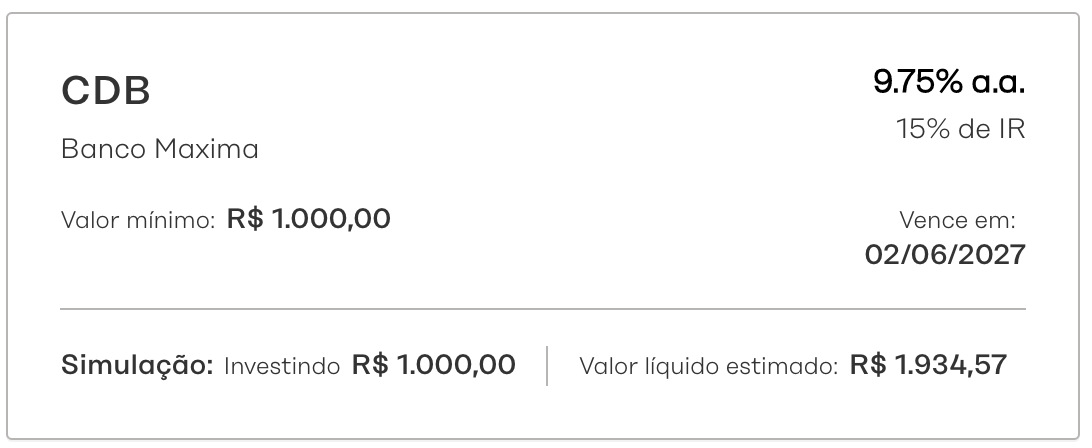 CDB
9.75% a.a.
15% de IR
Banco Maxima
Valor mínimo: R$ 1.000,00
Vence em:
02/06/2027
Simulação: Investindo R$ 1.000,00
Valor líquido estimado: R$ 1.934,57